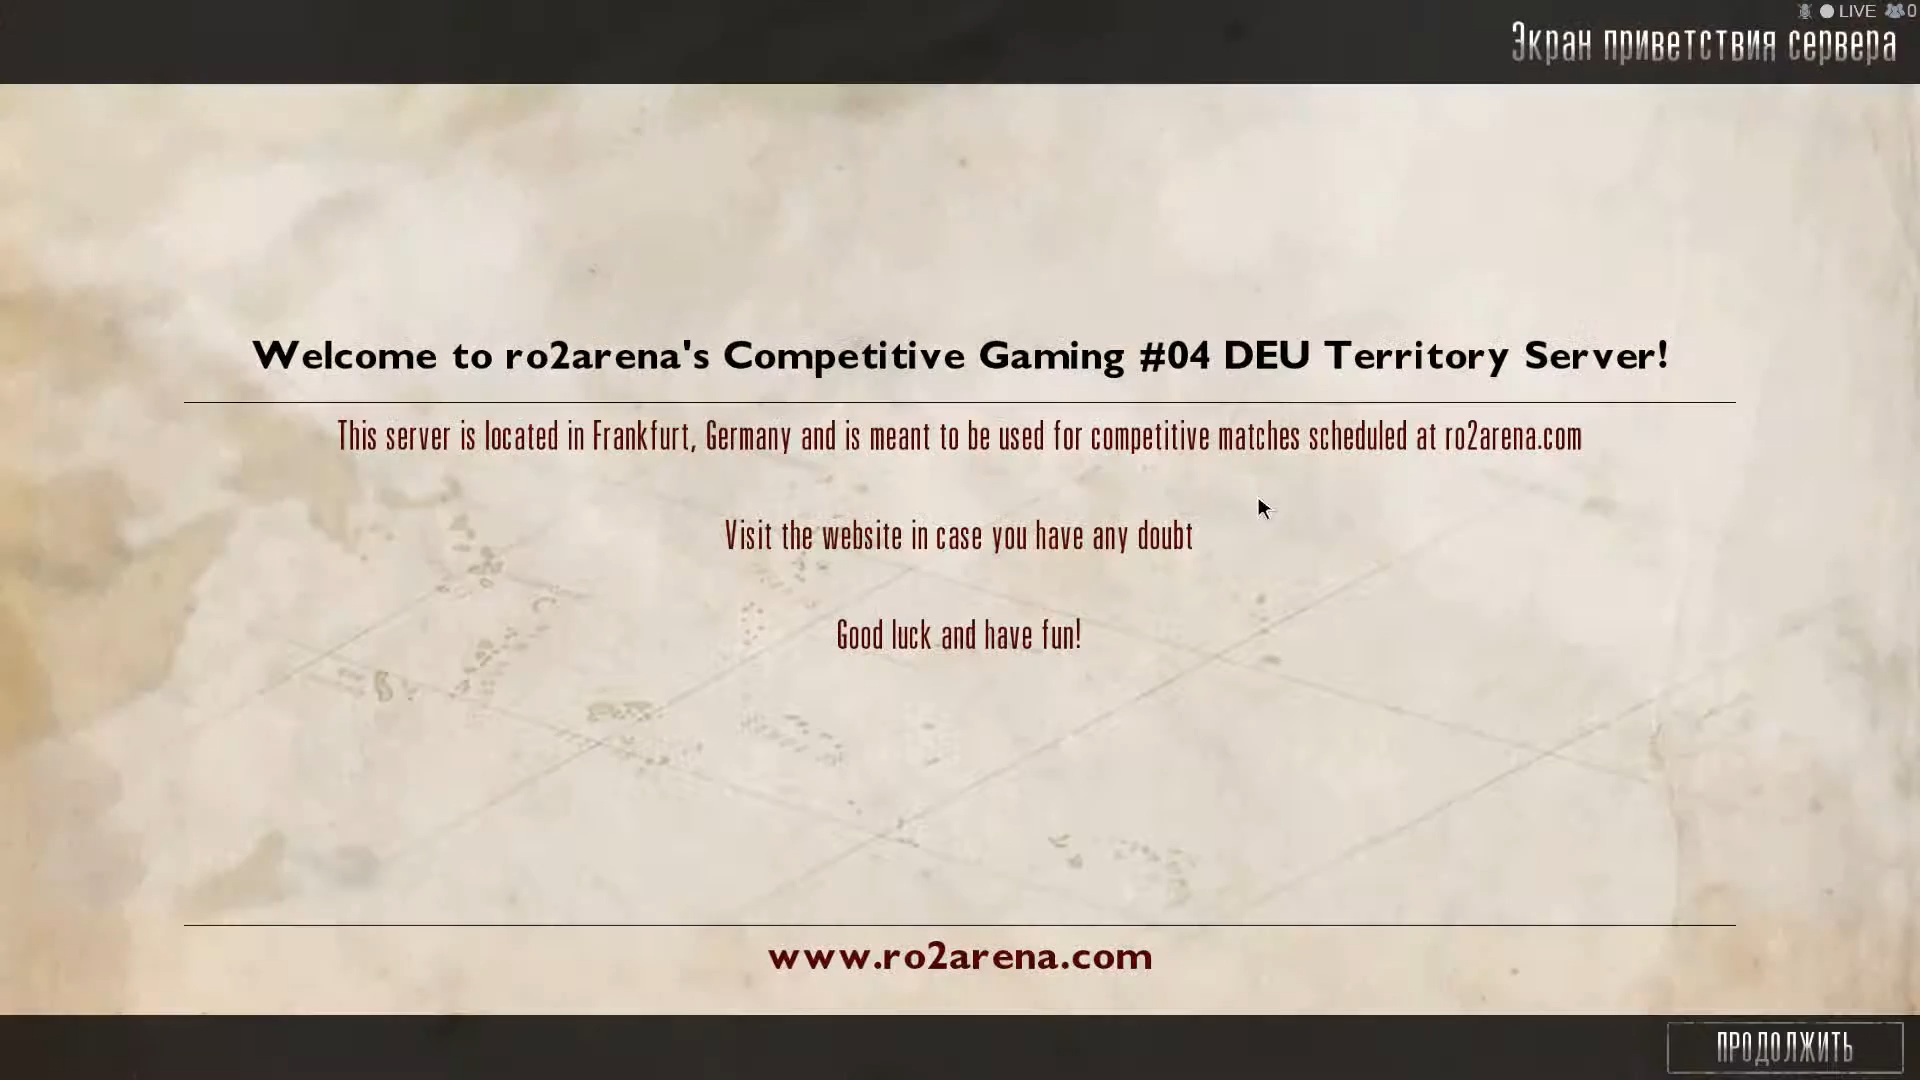 LIVE 0
Экран приветствия сервера
Welcome to ro2arena's Competitive Gaming #04 DEU Territory Server!
This server is located in Frankfurt, Germany and is meant to be used for competitive matches scheduled at ro2arena.com
Visit the website in case you have any doubt
Good luck and have fun!
www.ro2arena.com
ПРОДОЛЖИТЬ